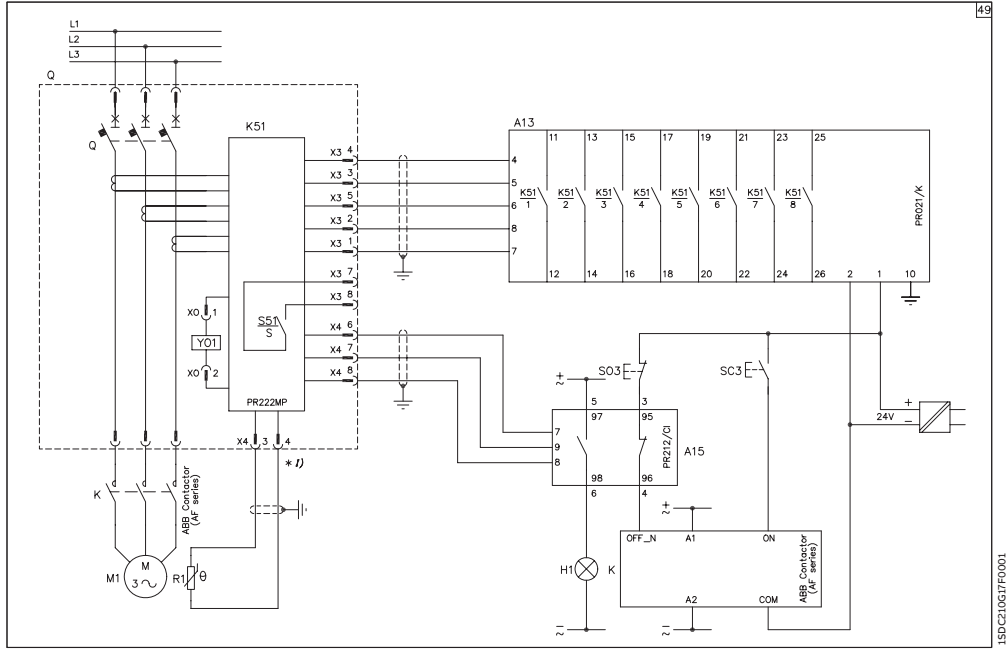 49
L1
L2
L3
Q
Q
K51
X3 4
X3 3
X3 5
X3 2
X3 1
X3 7
X3 8
S51
S
X4 6
X4 7
X4 8
X0 1
Y01
X0 2
PR222MP
X4 3 4
* 1)
A13
11 13 15 17 19 21 23 25
4
5
6
8
7
K51 K51 K51 K51 K51 K51 K51 K51
1 2 3 4 5 6 7 8
PR021/K
12 14 16 18 20 22 24 26 2 1 10
SO3
SC3
+
~
5 3
97 95
7
9
8
98 96
6 4
PR212/CI
A15
24V
+
-
K
ABB Contactor
(AF series)
M1
M
3 ~
R1
θ
H1
K
+
~
OFF_N A1 ON
A2 COM
ABB Contactor
(AF series)
-
~
-
~
1SDC210G17F0001